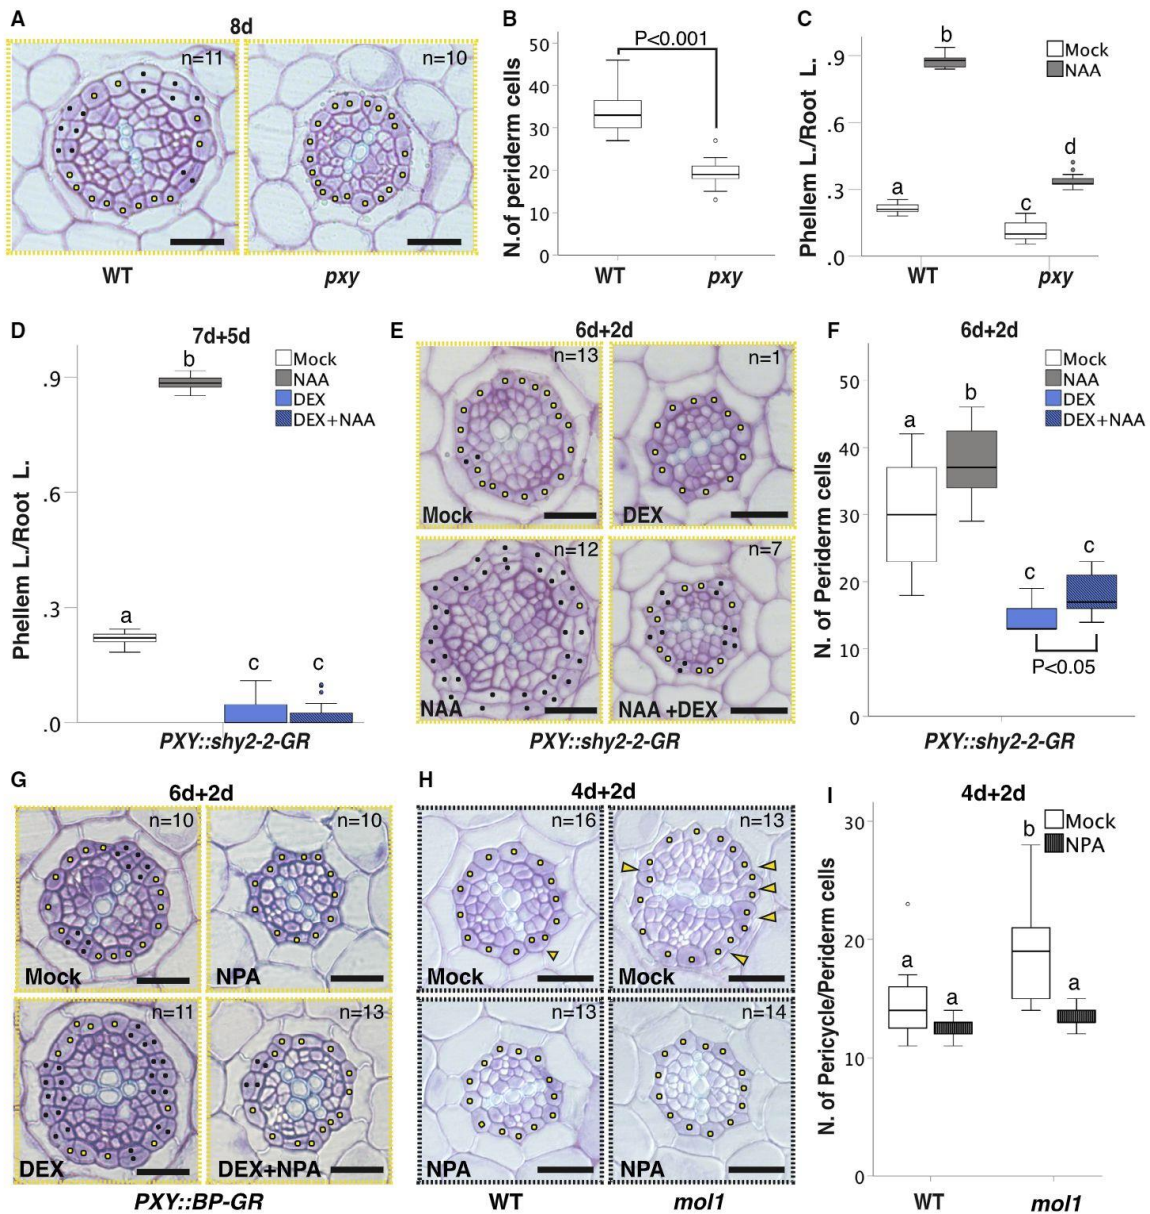 A
8d
n=11
n=10
WT
pxy
B
N.of periderm cells
50
40
30
20
10
0
P<0.001
WT
pxy
C
Phellem L./Root L.
.9
.6
.3
.0
Mock
NAA
a
b
c
d
WT
pxy
D
7d+5d
Phellem L./Root L.
.9
.6
.3
.0
Mock
NAA
DEX
DEX+NAA
a
b
c
c
PXY::shy2-2-GR
E
6d+2d
n=13
Mock
n=1
DEX
n=12
NAA
n=7
NAA +DEX
PXY::shy2-2-GR
F
6d+2d
N. of Periderm cells
50
40
30
20
10
0
Mock
NAA
DEX
DEX+NAA
a
b
c
c
P<0.05
PXY::shy2-2-GR
G
6d+2d
n=10
Mock
n=10
NPA
n=11
DEX
n=13
DEX+NPA
PXY::BP-GR
H
4d+2d
n=16
Mock
n=13
Mock
n=13
NPA
n=14
NPA
WT
mol1
I
4d+2d
N. of Pericycle/Periderm cells
30
20
10
0
Mock
NPA
a
a
b
a
WT
mol1